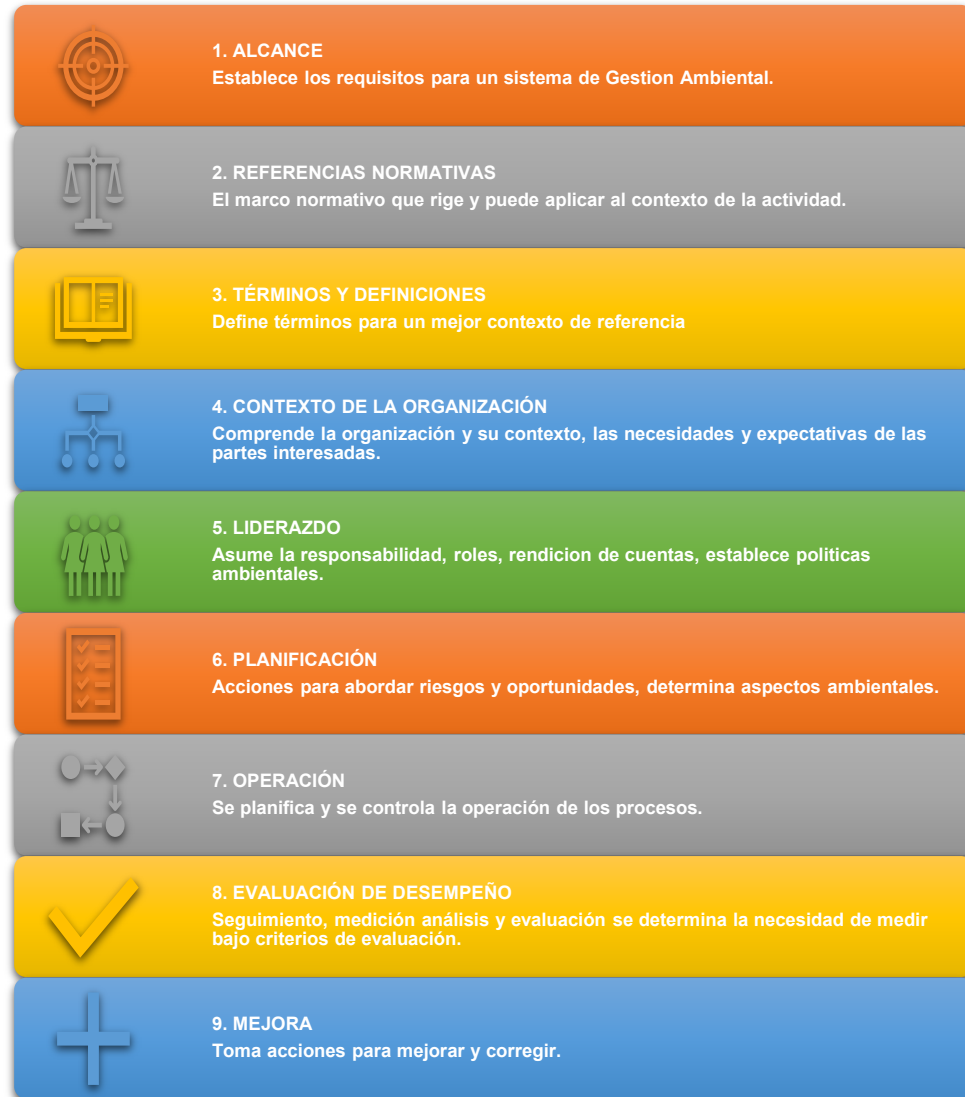 1. ALCANCE
Establece los requisitos para un sistema de Gestion Ambiental.
2. REFERENCIAS NORMATIVAS
El marco normativo que rige y puede aplicar al contexto de la actividad.
3. TÉRMINOS Y DEFINICIONES
Define términos para un mejor contexto de referencia
4. CONTEXTO DE LA ORGANIZACIÓN
Comprende la organización y su contexto, las necesidades y expectativas de las
partes interesadas.
5. LIDERAZDO
Asume la responsabilidad, roles, rendicion de cuentas, establece politicas
ambientales.
6. PLANIFICACIÓN
Acciones para abordar riesgos y oportunidades, determina aspectos ambientales.
7. OPERACIÓN
Se planifica y se controla la operación de los procesos.
8. EVALUACIÓN DE DESEMPEÑO
Seguimiento, medición análisis y evaluación se determina la necesidad de medir
bajo criterios de evaluación.
9. MEJORA
Toma acciones para mejorar y corregir.